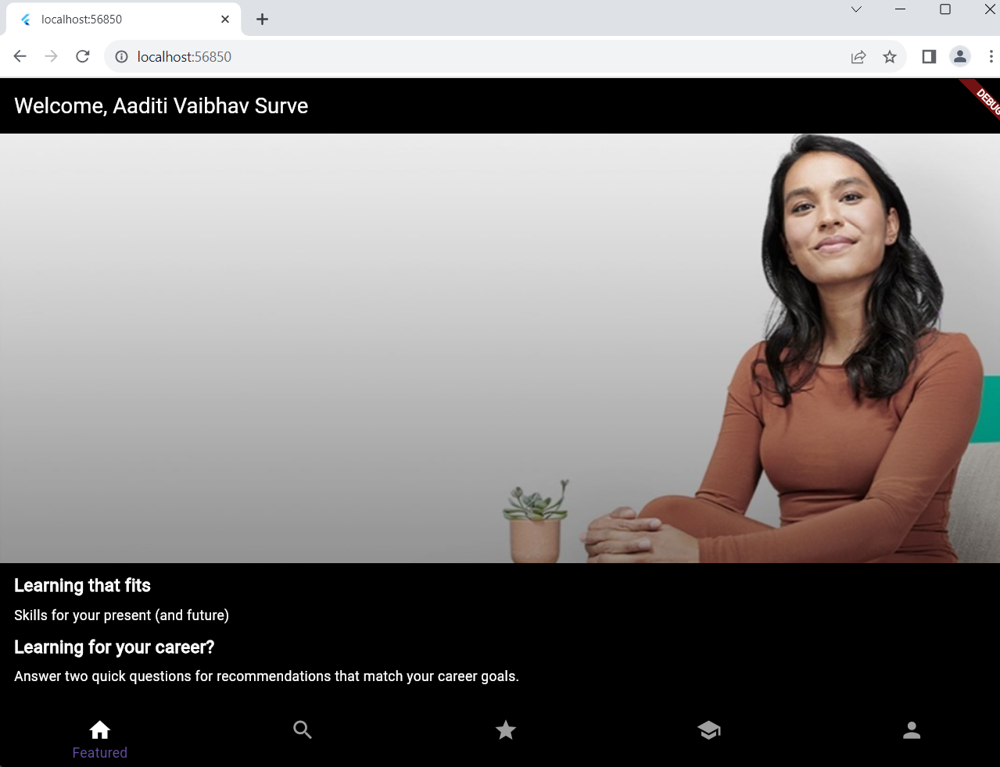 localhost:56850
localhost:56850
Welcome, Aaditi Vaibhav Surve
DEBUG
Learning that fits
Skills for your present (and future)
Learning for your career?
Answer two quick questions for recommendations that match your career goals.
Featured